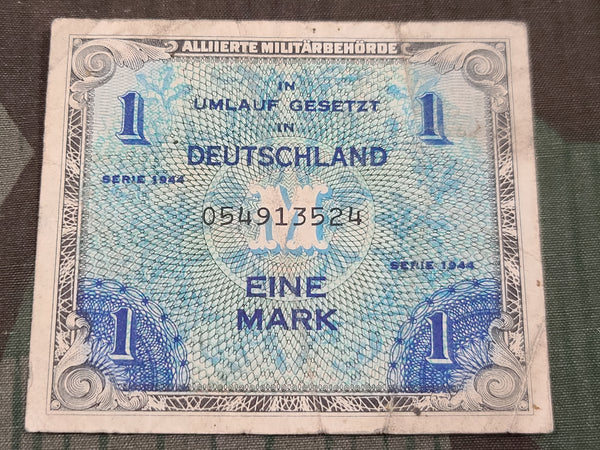 ALLIIERTE MILITÄRBEHÖRDE
1 IN 1
UMLAUF GESETZT
IN
DEUTSCHLAND
SERIE 1944
M
054913524
SERIE 1944
EINE
MARK
1 1